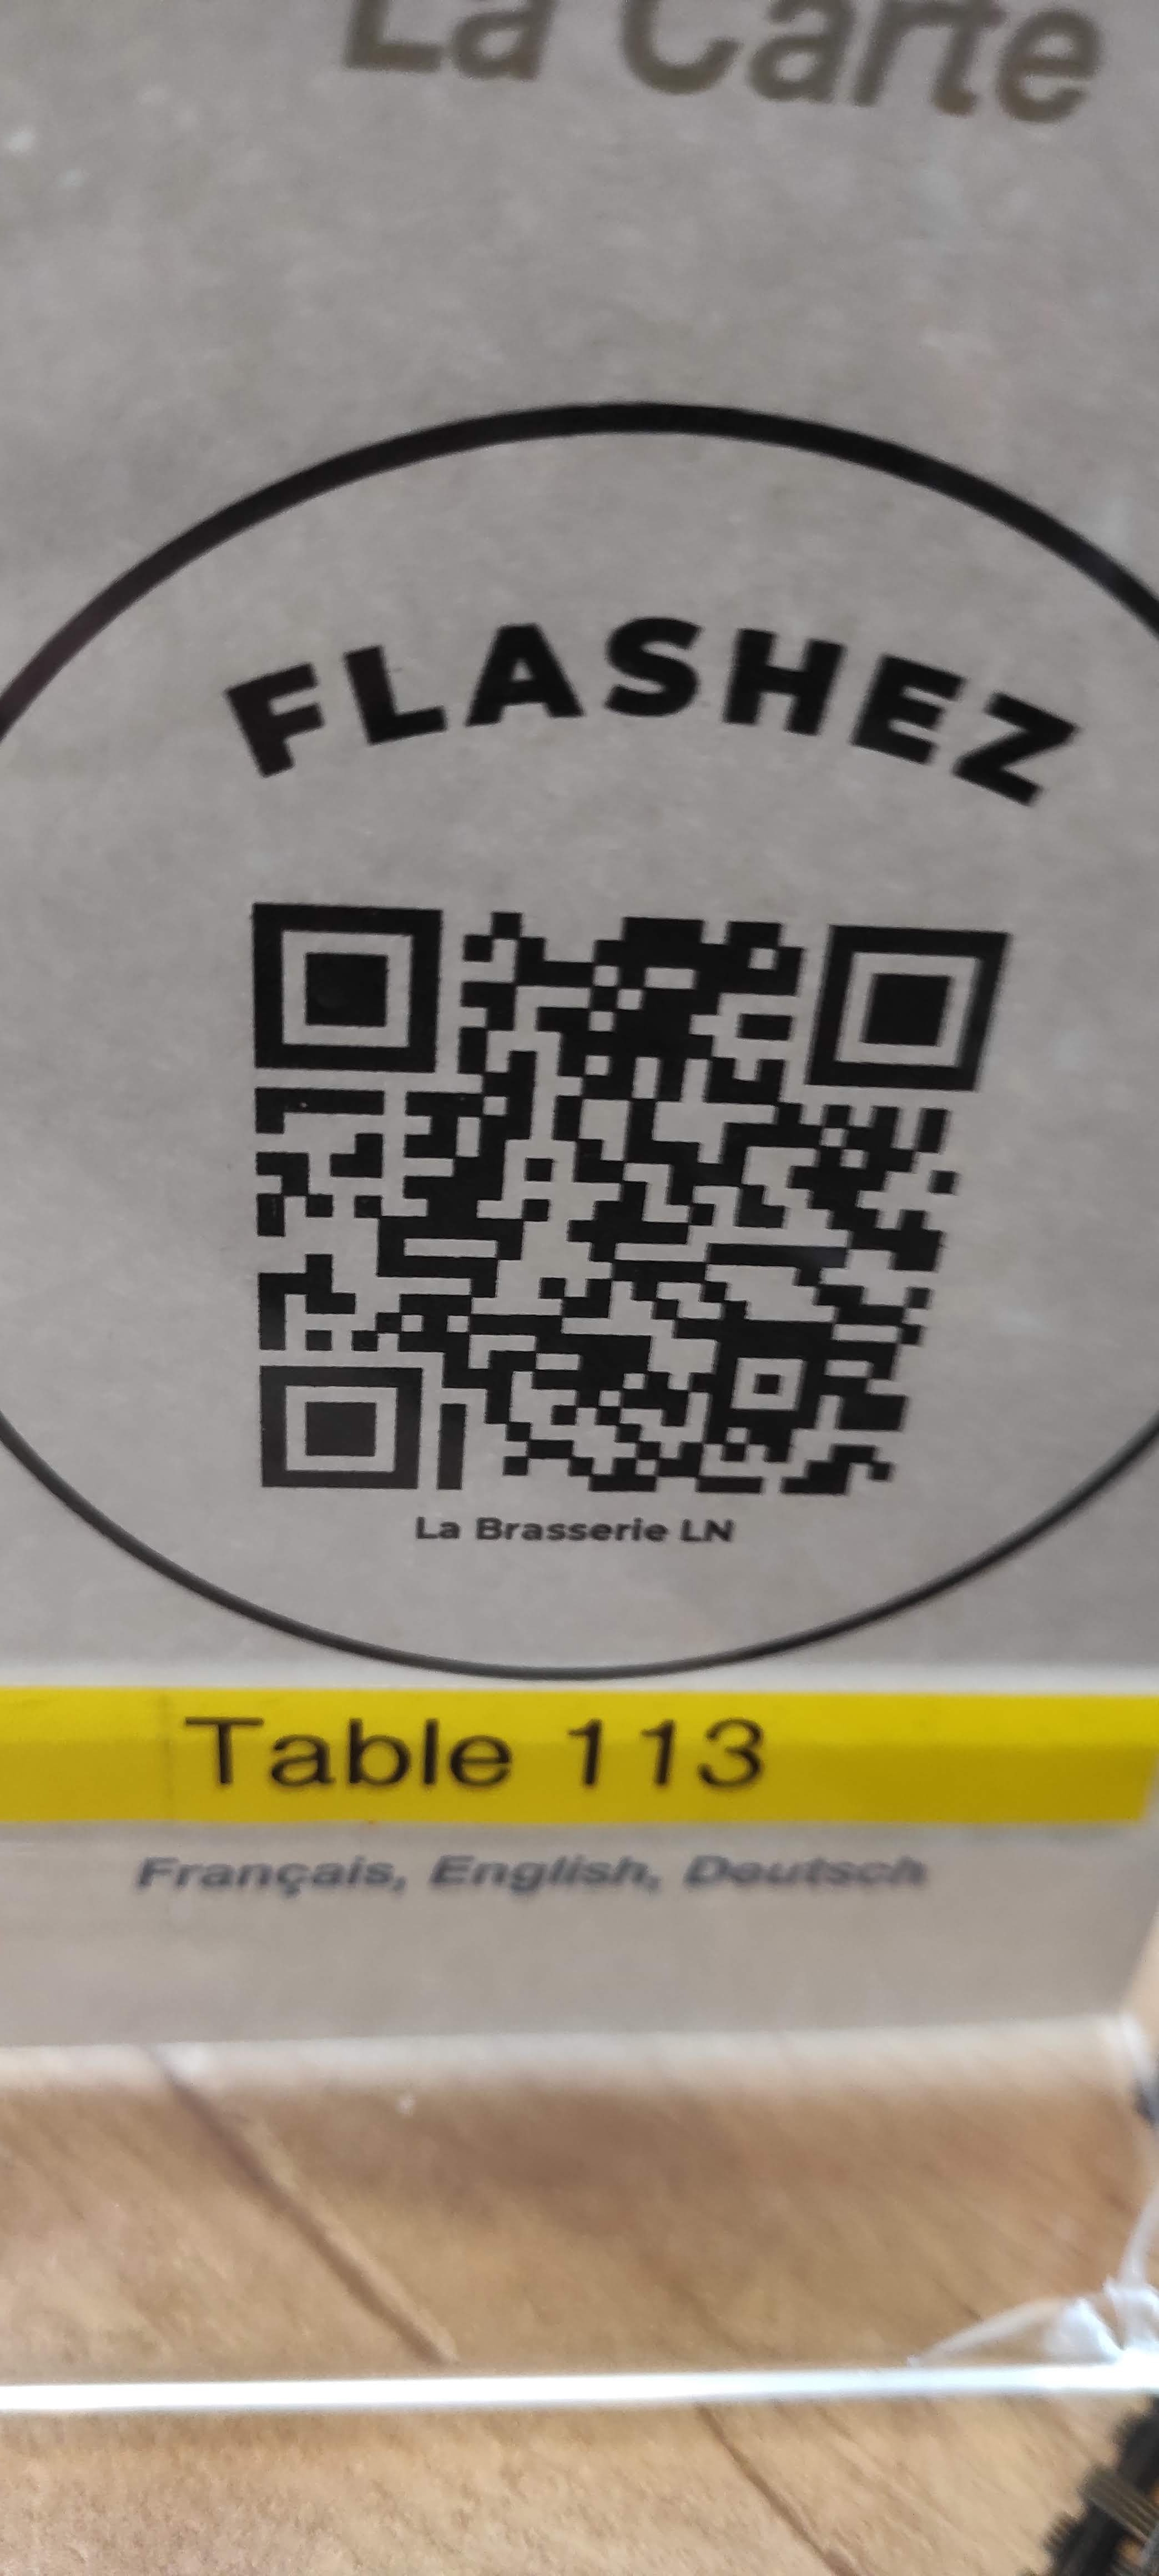 La Carte
FLASHEZ
La Brasserie LN
Table 113
Français, English, Deutsch